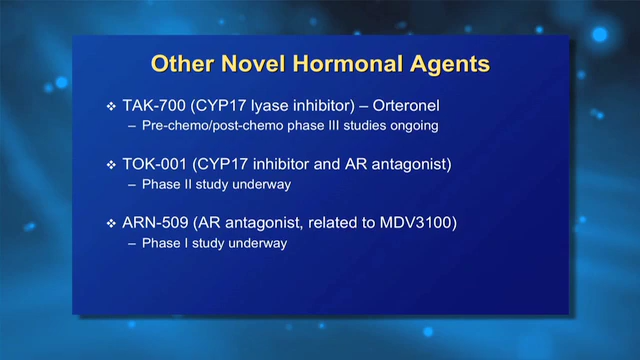 Other Novel Hormonal Agents
❖ TAK-700 (CYP17 lyase inhibitor) – Orteronel
– Pre-chemo/post-chemo phase III studies ongoing
❖ TOK-001 (CYP17 inhibitor and AR antagonist)
– Phase II study underway
❖ ARN-509 (AR antagonist, related to MDV3100)
– Phase I study underway